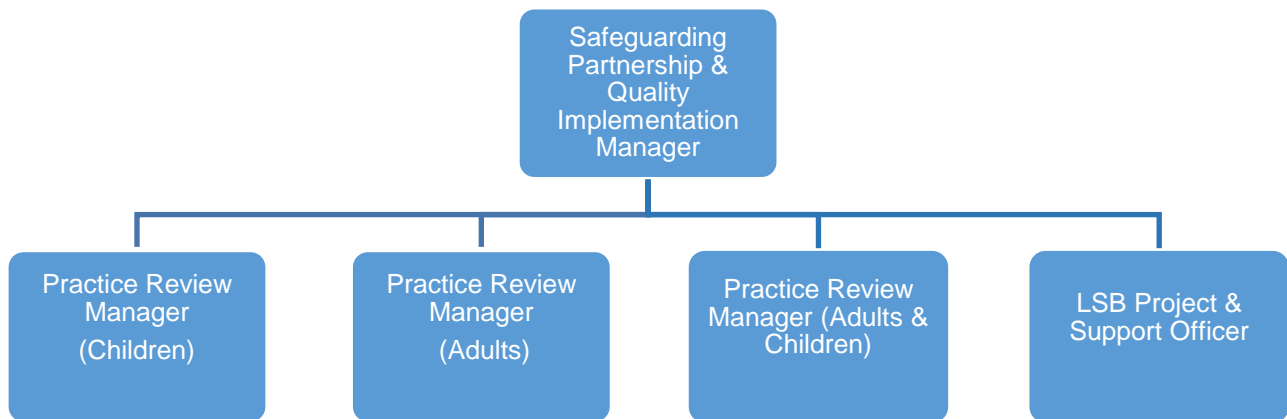 Safeguarding
Partnership &
Quality
Implementation
Manager
Practice Review
Manager
(Children)
Practice Review
Manager
(Adults)
Practice Review
Manager (Adults &
Children)
LSB Project &
Support Officer